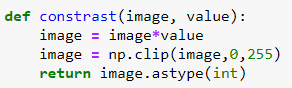 def constrast(image, value):
    image = image*value
    image = np.clip(image,0,255)
    return image.astype(int)